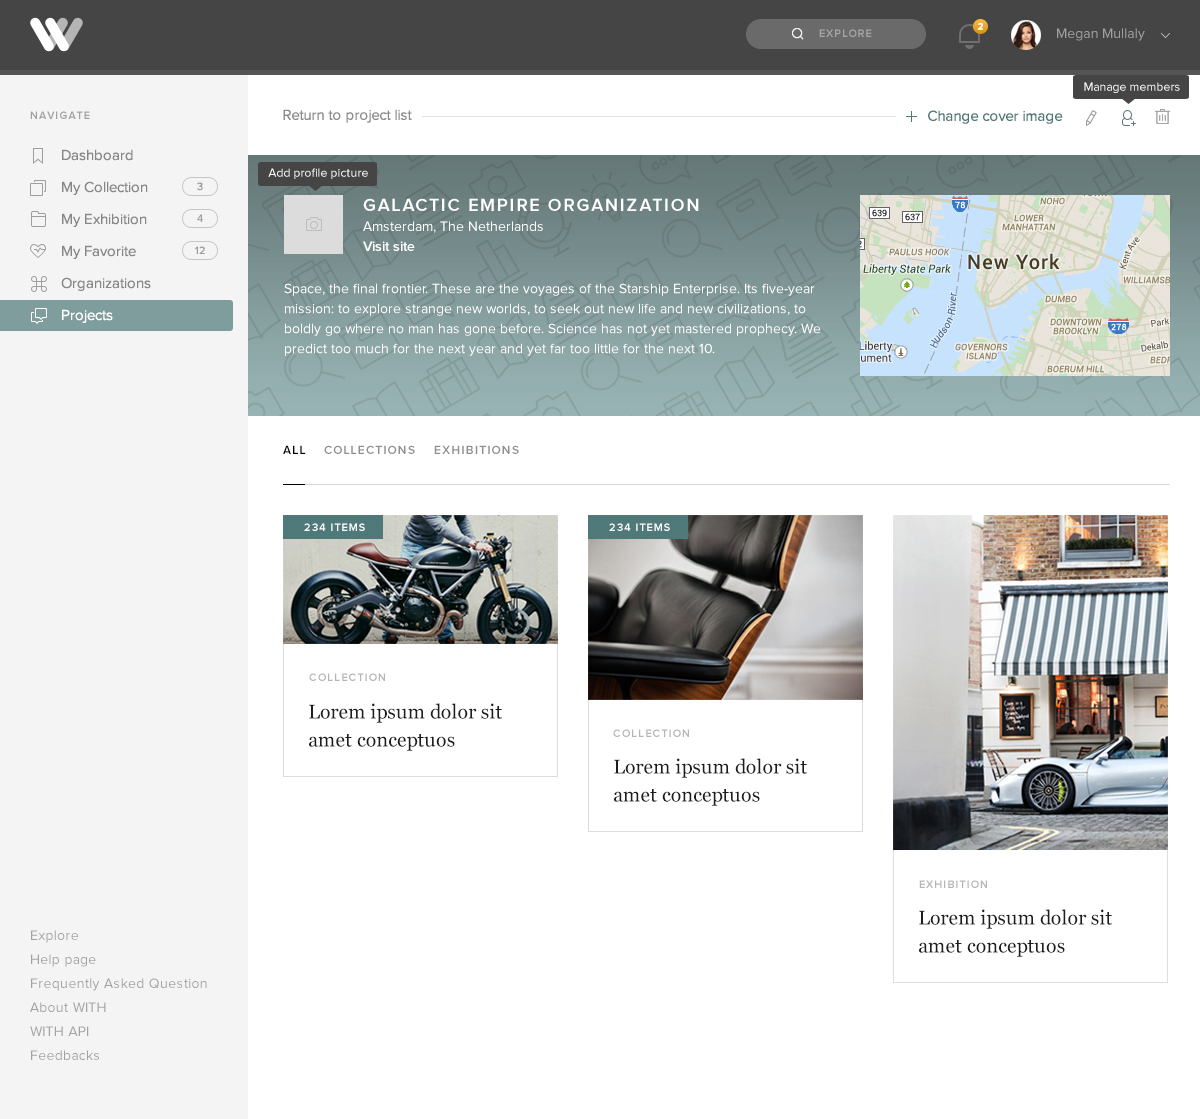 EXPLORE
2
Megan Mullaly
Manage members
NAVIGATE
Dashboard
My Collection 3
My Exhibition 4
My Favorite 12
Organizations
Projects
Explore
Help page
Frequently Asked Question
About WITH
WITH API
Feedbacks
Return to project list
Change cover image
Add profile picture
GALACTIC EMPIRE ORGANIZATION
Amsterdam, The Netherlands
Visit site
Space, the final frontier. These are the voyages of the Starship Enterprise. Its five-year
mission: to explore strange new worlds, to seek out new life and new civilizations, to
boldly go where no man has gone before. Science has not yet mastered prophecy. We
predict too much for the next year and yet far too little for the next 10.
78
NOHO
639
637
LOWER
MANHATTAN
PAULUS HOOK
Kent Ave
New York
Liberty State Park
WILLIAMSB
Hudson River
DUMBO
DOWNTOWN
BROOKLYN
278
Park
Liberty
ument
GOVERNORS
ISLAND
Dekalb
BEDF
BOERUM HILL
ALL
COLLECTIONS
EXHIBITIONS
234 ITEMS
COLLECTION
Lorem ipsum dolor sit
amet conceptuos
234 ITEMS
COLLECTION
Lorem ipsum dolor sit
amet conceptuos
EXHIBITION
Lorem ipsum dolor sit
amet conceptuos